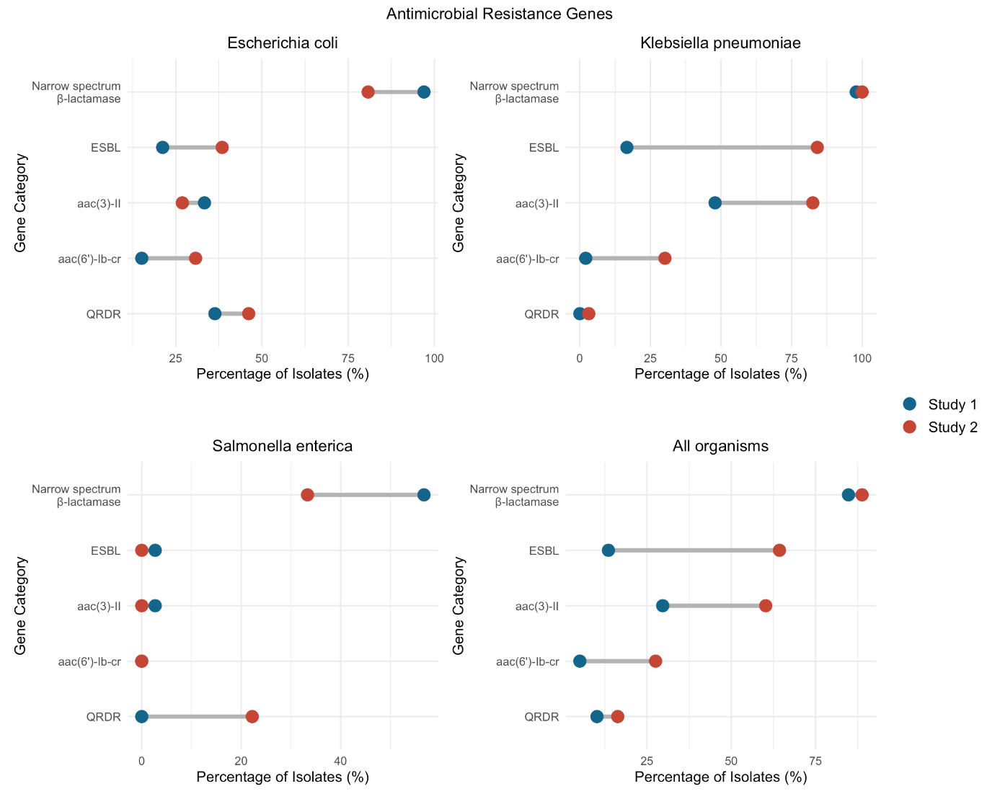 Antimicrobial Resistance Genes
Escherichia coli
Gene Category
Narrow spectrum
β-lactamase
ESBL
aac(3)-II
aac(6')-Ib-cr
QRDR
25 50 75 100
Percentage of Isolates (%)
Klebsiella pneumoniae
Gene Category
Narrow spectrum
β-lactamase
ESBL
aac(3)-II
aac(6')-Ib-cr
QRDR
0 25 50 75 100
Percentage of Isolates (%)
Study 1
Study 2
Salmonella enterica
Gene Category
Narrow spectrum
β-lactamase
ESBL
aac(3)-II
aac(6')-Ib-cr
QRDR
0 20 40
Percentage of Isolates (%)
All organisms
Gene Category
Narrow spectrum
β-lactamase
ESBL
aac(3)-II
aac(6')-Ib-cr
QRDR
25 50 75
Percentage of Isolates (%)